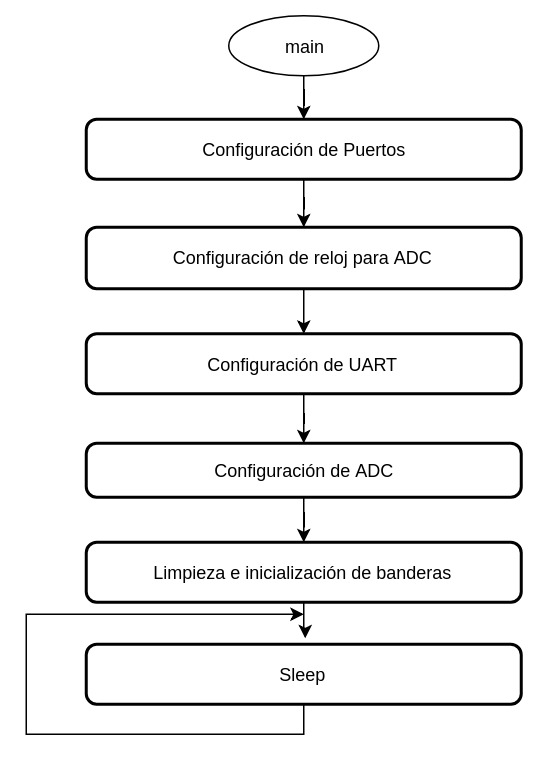 main
Configuración de Puertos
Configuración de reloj para ADC
Configuración de UART
Configuración de ADC
Limpieza e inicialización de banderas
Sleep